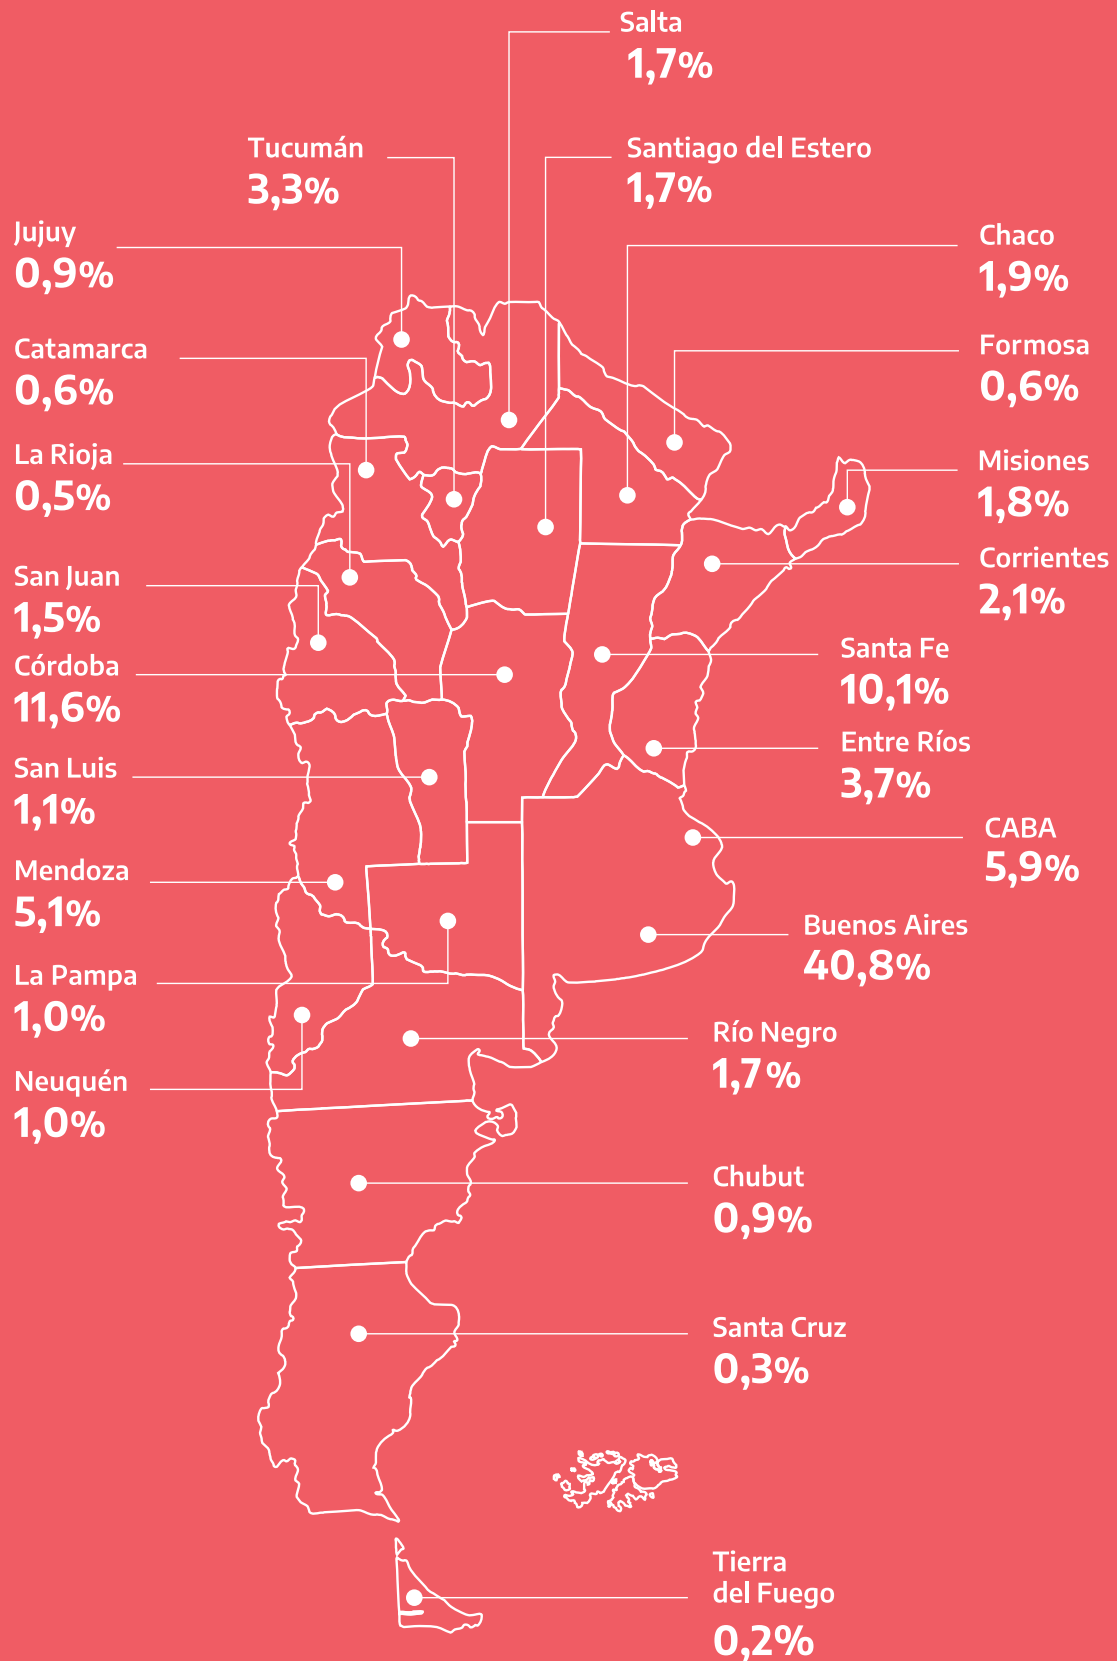 Salta
1,7%
Tucumán
3,3%
Santiago del Estero
1,7%
Jujuy
0,9%
Chaco
1,9%
Catamarca
0,6%
Formosa
0,6%
La Rioja
0,5%
Misiones
1,8%
San Juan
1,5%
Corrientes
2,1%
Córdoba
11,6%
Santa Fe
10,1%
San Luis
1,1%
Entre Ríos
3,7%
CABA
5,9%
Mendoza
5,1%
Buenos Aires
40,8%
La Pampa
1,0%
Río Negro
1,7%
Neuquén
1,0%
Chubut
0,9%
Santa Cruz
0,3%
Tierra
del Fuego
0,2%